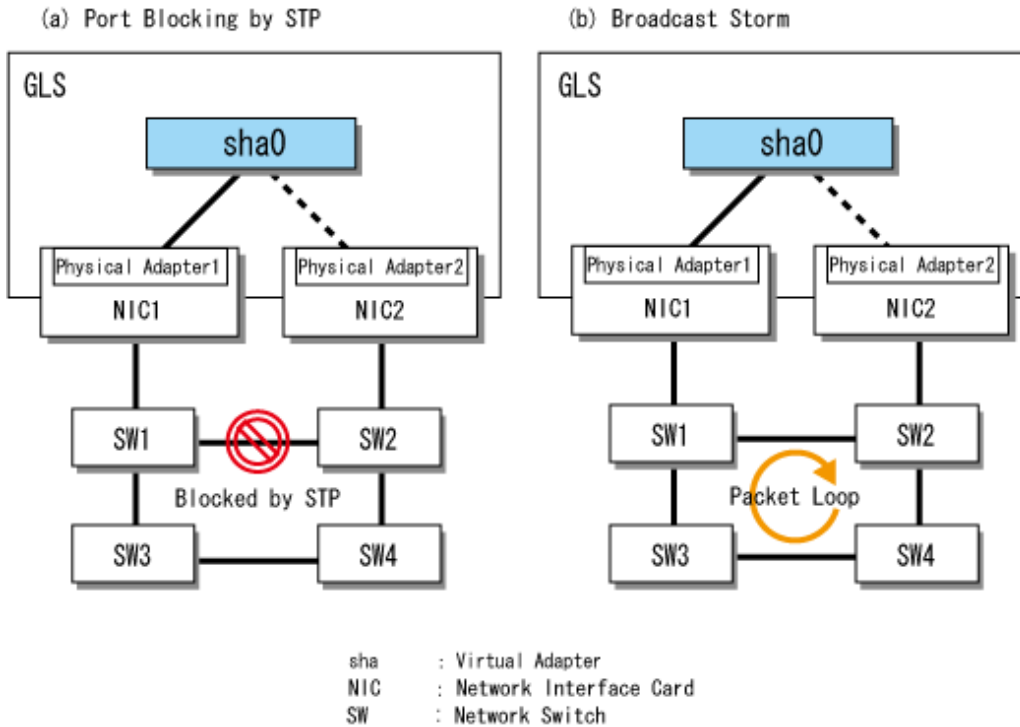 (a) Port Blocking by STP
GLS
sha0
Physical Adapter1
Physical Adapter2
NIC1
NIC2
SW1
SW2
Blocked by STP
SW3
SW4
(b) Broadcast Storm
GLS
sha0
Physical Adapter1
Physical Adapter2
NIC1
NIC2
SW1
SW2
Packet Loop
SW3
SW4
sha : Virtual Adapter
NIC : Network Interface Card
SW : Network Switch